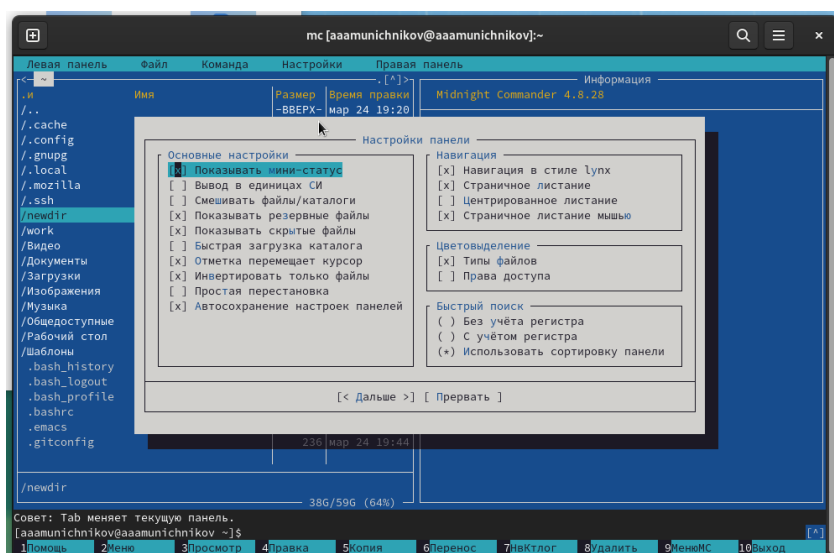 mc [aaamunichnikov@aaamunichnikov]:~
Левая панель Файл Команда Настройки Правая панель
<— ~ .[^]>
.и Имя Размер Время правки
/.. -ВВЕРХ- мар 24 19:20
/.cache
/.config
/.gnupg
/.local
/.mozilla
/.ssh
/newdir
/work
/Видео
/Документы
/Загрузки
/Изображения
/Музыка
/Общедоступные
/Рабочий стол
/Шаблоны
.bash_history
.bash_logout
.bash_profile
.bashrc
.emacs
.gitconfig 236 мар 24 19:44
/newdir
38G/59G (64%)
Информация
Midnight Commander 4.8.28
Настройки панели
Основные настройки
[x] Показывать мини-статус
[ ] Вывод в единицах СИ
[ ] Смешивать файлы/каталоги
[x] Показывать резервные файлы
[x] Показывать скрытые файлы
[ ] Быстрая загрузка каталога
[x] Отметка перемещает курсор
[x] Инвертировать только файлы
[ ] Простая перестановка
[x] Автосохранение настроек панелей
Навигация
[x] Навигация в стиле lynx
[x] Страничное листание
[ ] Центрированное листание
[x] Страничное листание мышью
Цветовыделение
[x] Типы файлов
[ ] Права доступа
Быстрый поиск
( ) Без учёта регистра
( ) С учётом регистра
(*) Использовать сортировку панели
[< Дальше >] [ Прервать ]
Совет: Tab меняет текущую панель.
[aaamunichnikov@aaamunichnikov ~]$ [^]
1Помощь 2Меню 3Просмотр 4Правка 5Копия 6Перенос 7НвКтлог 8Удалить 9МенюМС 10Выход